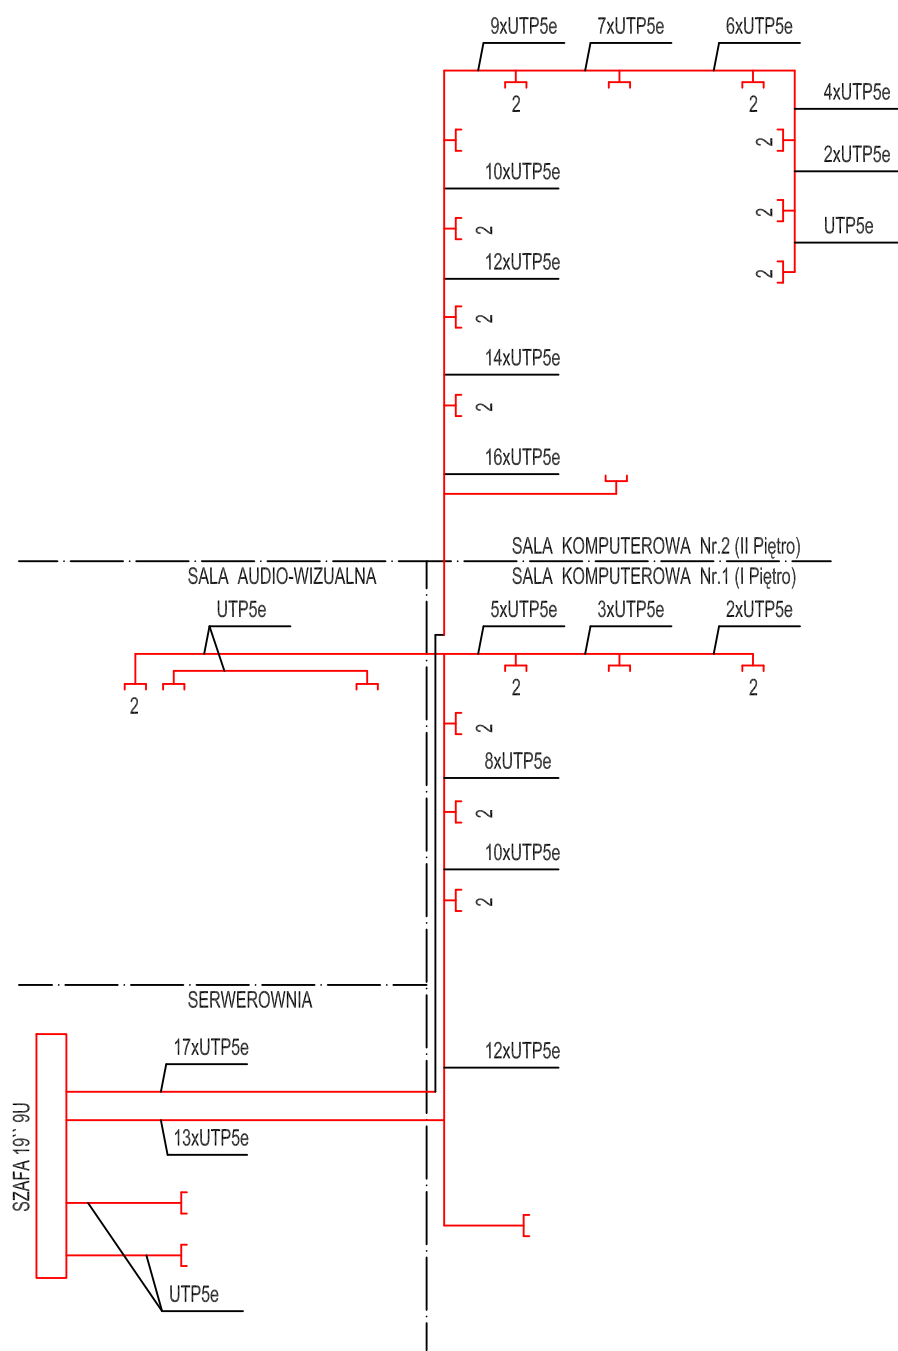 9xUTP5e 7xUTP5e 6xUTP5e
4xUTP5e
2 2
2
10xUTP5e 2xUTP5e
2
2 UTP5e
12xUTP5e 2
2
14xUTP5e
2
16xUTP5e
SALA KOMPUTEROWA Nr.2 (II Piętro)
SALA AUDIO-WIZUALNA SALA KOMPUTEROWA Nr.1 (I Piętro)
UTP5e 5xUTP5e 3xUTP5e 2xUTP5e
2 2 2
2
8xUTP5e
2
10xUTP5e
2
SERWEROWNIA
17xUTP5e 12xUTP5e
13xUTP5e
SZAFA 19`` 9U
UTP5e